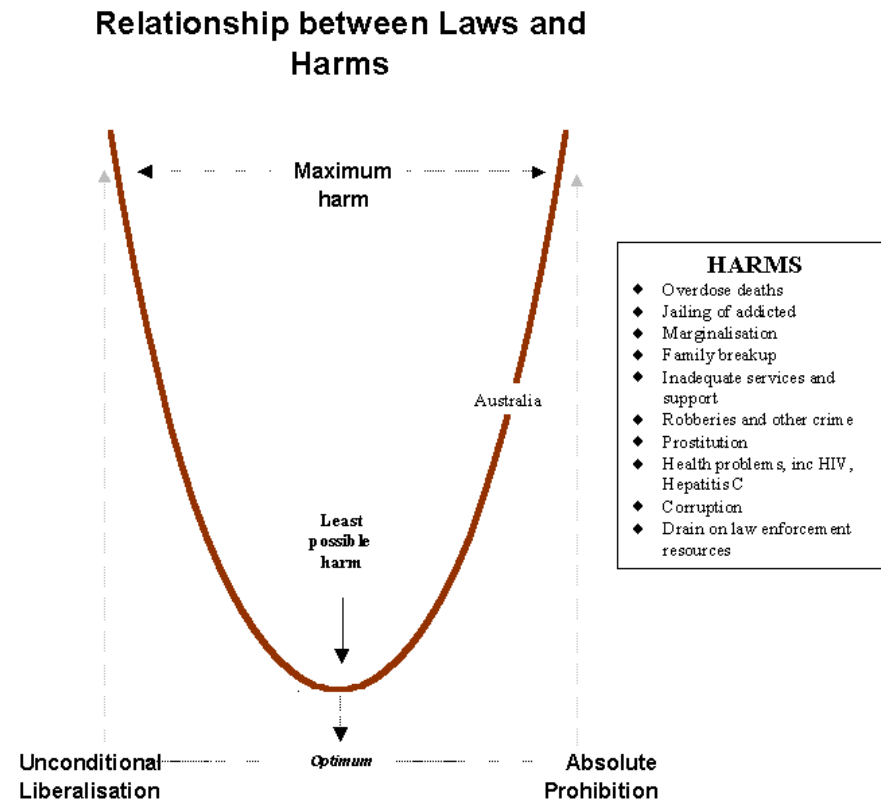 Relationship between Laws and
Harms
Maximum
harm
HARMS
◆ Overdose deaths
◆ Jailing of addicted
◆ Marginalisation
◆ Family breakup
◆ Inadequate services and
support
◆ Robberies and other crime
◆ Prostitution
◆ Health problems, inc HIV,
Hepatitis C
◆ Corruption
◆ Drain on law enforcement
resources
Australia
Least
possible
harm
Unconditional
Liberalisation
Optimum
Absolute
Prohibition